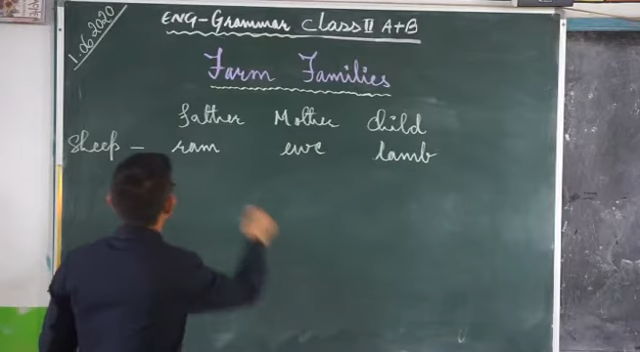 1.06.2020
ENG-Grammar Class II A+B
Farm Families
Father Mother Child
Sheep - ram ewe lamb